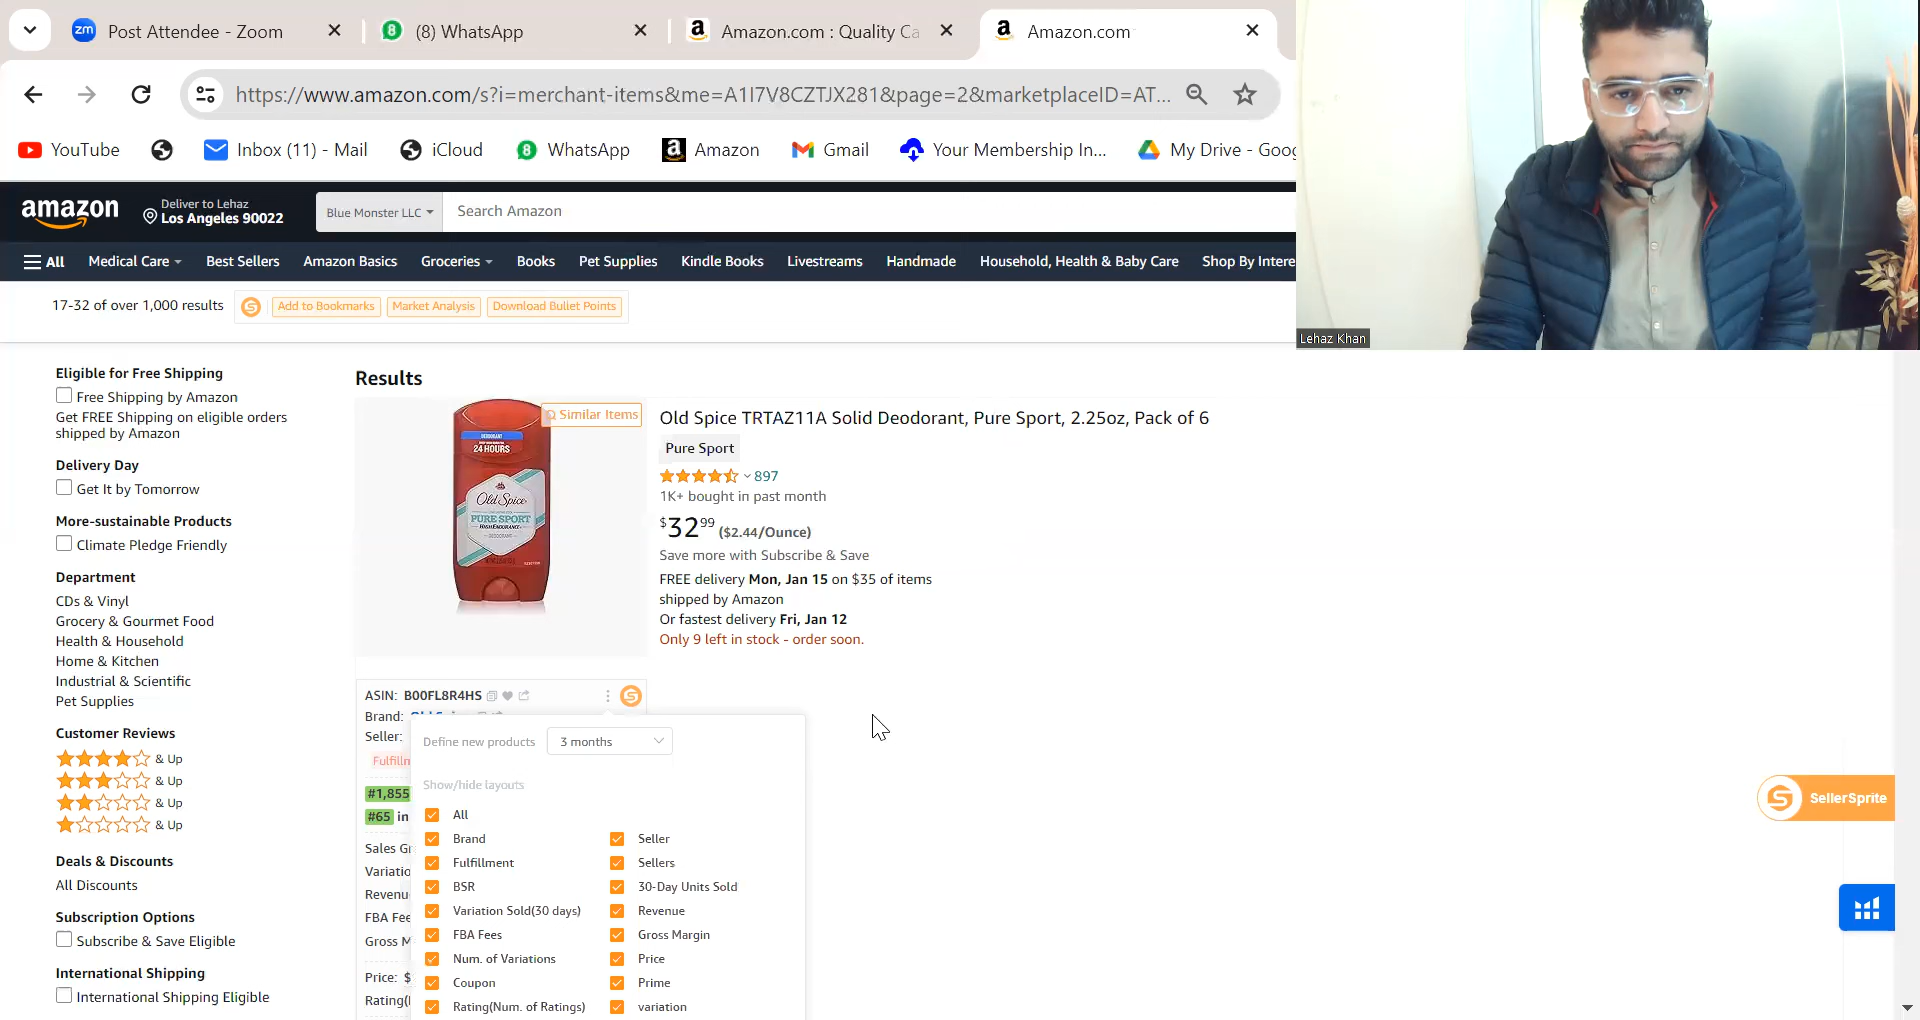 Post Attendee - Zoom
(8) WhatsApp
Amazon.com : Quality Ca
Amazon.com
https://www.amazon.com/s?i=merchant-items&me=A1I7V8CZTJX281&page=2&marketplaceID=AT...
YouTube
Inbox (11) - Mail
iCloud
WhatsApp
Amazon
Gmail
Your Membership In...
My Drive - Goog
amazon
Deliver to Lehaz
Los Angeles 90022
Blue Monster LLC
Search Amazon
All
Medical Care
Best Sellers
Amazon Basics
Groceries
Books
Pet Supplies
Kindle Books
Livestreams
Handmade
Household, Health & Baby Care
Shop By Intere
17-32 of over 1,000 results
Add to Bookmarks
Market Analysis
Download Bullet Points
Lehaz Khan
Eligible for Free Shipping
Free Shipping by Amazon
Get FREE Shipping on eligible orders
shipped by Amazon
Delivery Day
Get It by Tomorrow
More-sustainable Products
Climate Pledge Friendly
Department
CDs & Vinyl
Grocery & Gourmet Food
Health & Household
Home & Kitchen
Industrial & Scientific
Pet Supplies
Customer Reviews
& Up
& Up
& Up
& Up
Deals & Discounts
All Discounts
Subscription Options
Subscribe & Save Eligible
International Shipping
International Shipping Eligible
Results
Similar Items
DEODORANT
24 HOURS
Old Spice
PURE SPORT
HIGH ENDURANCE
DEODORANT
Old Spice TRTAZ11A Solid Deodorant, Pure Sport, 2.25oz, Pack of 6
Pure Sport
897
1K+ bought in past month
$32.99 ($2.44/Ounce)
Save more with Subscribe & Save
FREE delivery Mon, Jan 15 on $35 of items
shipped by Amazon
Or fastest delivery Fri, Jan 12
Only 9 left in stock - order soon.
ASIN: B00FL8R4HS
Brand:
Seller:
Fulfillm
#1,855
#65 in
Sales Gr
Variatio
Revenu
FBA Fee
Gross M
Price: $
Rating(
Define new products
3 months
Show/hide layouts
All
Brand
Seller
Fulfillment
Sellers
BSR
30-Day Units Sold
Variation Sold(30 days)
Revenue
FBA Fees
Gross Margin
Num. of Variations
Price
Coupon
Prime
Rating(Num. of Ratings)
variation
SellerSprite